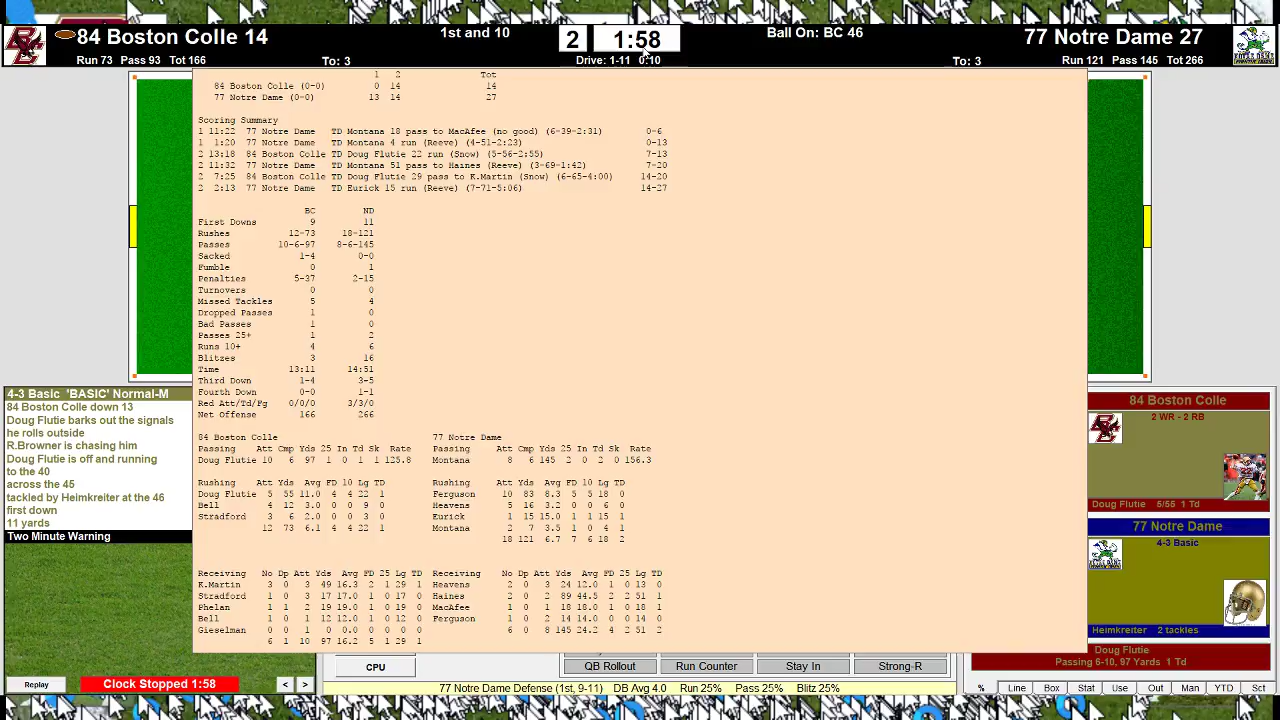 84 Boston Colle 14
1st and 10
2
1:58
Ball On: BC 46
77 Notre Dame 27
Run 73 Pass 93 Tot 166
To: 3
Drive: 1-11 0:10
To: 3
Run 121 Pass 145 Tot 266
1 2 Tot
84 Boston Colle (0-0) 0 14 14
77 Notre Dame (0-0) 13 14 27
Scoring Summary
1 11:22 77 Notre Dame TD Montana 18 pass to MacAfee (no good) (6-39-2:31) 0-6
1 1:20 77 Notre Dame TD Montana 4 run (Reeve) (4-51-2:23) 0-13
2 13:18 84 Boston Colle TD Doug Flutie 22 run (Snow) (5-56-2:55) 7-13
2 11:32 77 Notre Dame TD Montana 51 pass to Haines (Reeve) (3-69-1:42) 7-20
2 7:25 84 Boston Colle TD Doug Flutie 29 pass to K.Martin (Snow) (6-65-4:00) 14-20
2 2:13 77 Notre Dame TD Eurick 15 run (Reeve) (7-71-5:06) 14-27
BC ND
First Downs 9 11
Rushes 12-73 18-121
Passes 10-6-97 8-6-145
Sacked 1-4 0-0
Fumble 0 1
Penalties 5-37 2-15
Turnovers 0 0
Missed Tackles 5 4
Dropped Passes 1 0
Bad Passes 1 0
Passes 25+ 1 2
Runs 10+ 4 6
Blitzes 3 16
Time 13:11 14:51
Third Down 1-4 3-5
Fourth Down 0-0 1-1
Red Att/Td/Fg 0/0/0 3/3/0
Net Offense 166 266
84 Boston Colle 77 Notre Dame
Passing Att Cmp Yds 25 In Td Sk Rate Passing Att Cmp Yds 25 In Td Sk Rate
Doug Flutie 10 6 97 1 0 1 1 125.8 Montana 8 6 145 2 0 2 0 156.3
Rushing Att Yds Avg FD 10 Lg TD Rushing Att Yds Avg FD 10 Lg TD
Doug Flutie 5 55 11.0 4 4 22 1 Ferguson 10 83 8.3 5 5 18 0
Bell 4 12 3.0 0 0 9 0 Heavens 5 16 3.2 0 0 6 0
Stradford 3 6 2.0 0 0 3 0 Eurick 1 15 15.0 1 1 15 1
12 73 6.1 4 4 22 1 Montana 2 7 3.5 1 0 4 1
18 121 6.7 7 6 18 2
Receiving No Dp Att Yds Avg FD 25 Lg TD Receiving No Dp Att Yds Avg FD 25 Lg TD
K.Martin 3 0 3 49 16.3 2 1 29 1 Heavens 2 0 3 24 12.0 1 0 13 0
Stradford 1 0 3 17 17.0 1 0 17 0 Haines 2 0 2 89 44.5 2 2 51 1
Phelan 1 1 2 19 19.0 1 0 19 0 MacAfee 1 0 1 18 18.0 1 0 18 1
Bell 1 0 1 12 12.0 1 0 12 0 Ferguson 1 0 2 14 14.0 0 0 14 0
Gieselman 0 0 1 0 0.0 0 0 0 0 6 0 8 145 24.2 4 2 51 2
6 1 10 97 16.2 5 1 29 1
4-3 Basic 'BASIC' Normal-M
84 Boston Colle down 13
Doug Flutie barks out the signals
he rolls outside
R.Browner is chasing him
Doug Flutie is off and running
to the 40
across the 45
tackled by Heimkreiter at the 46
first down
11 yards
Two Minute Warning
84 Boston Colle
2 WR - 2 RB
Doug Flutie 5/55 1 Td
77 Notre Dame
4-3 Basic
Heimkreiter 2 tackles
Doug Flutie
Passing 6-10, 97 Yards 1 Td
CPU
QB Rollout Run Counter Stay In Strong-R
Replay Clock Stopped 1:58 < >
77 Notre Dame Defense (1st, 9-11) DB Avg 4.0 Run 25% Pass 25% Blitz 25%
% Line Box Stat Use Out Man YTD Sct